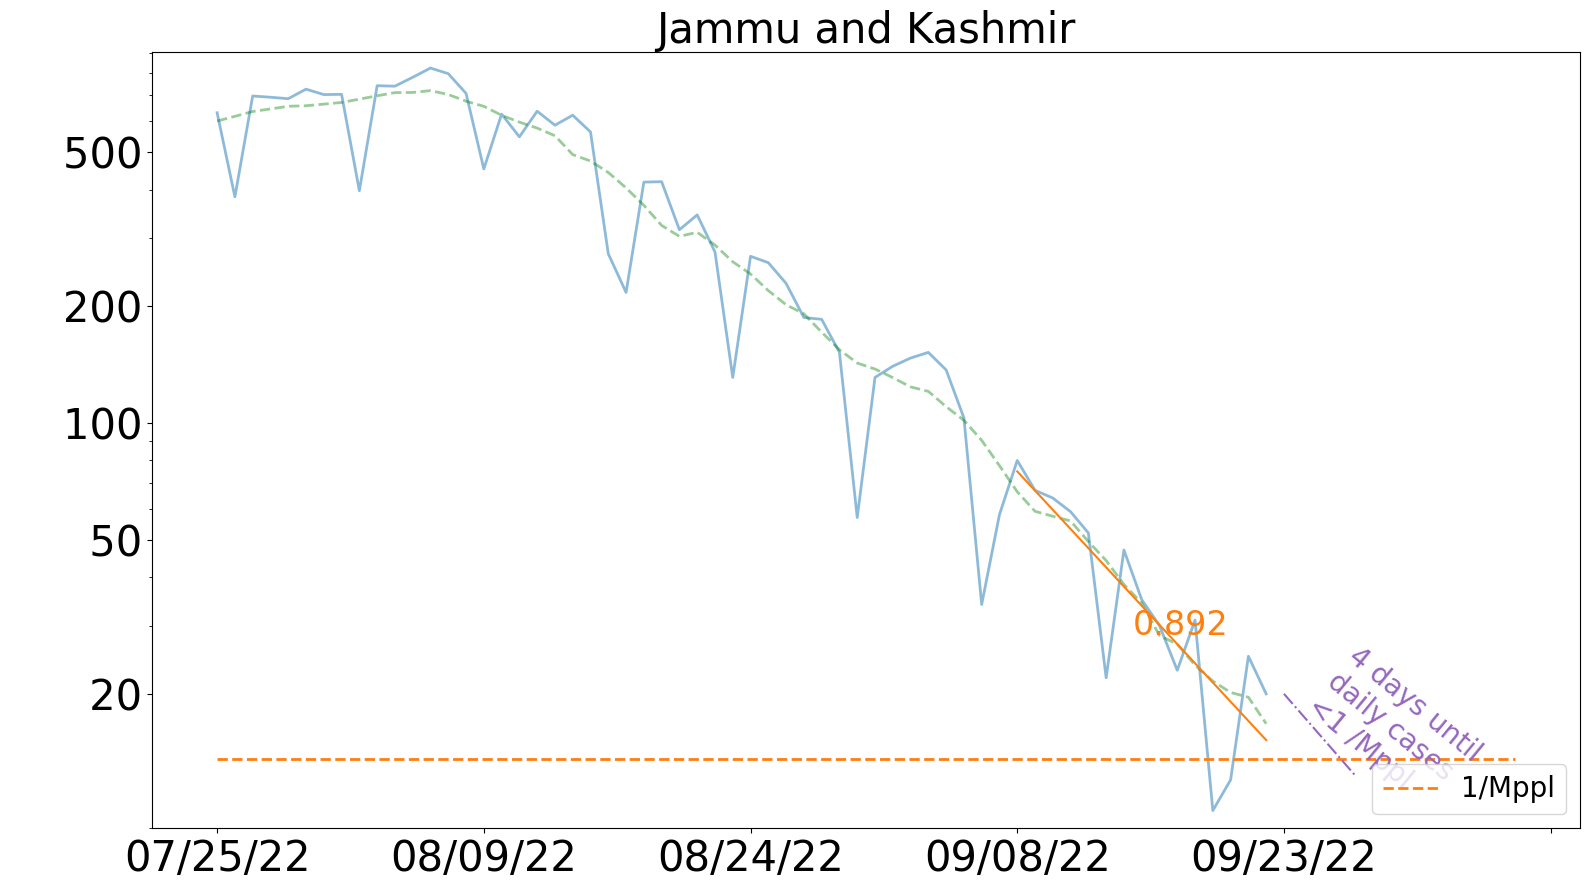 Jammu and Kashmir
500
200
100
50
20
0.892
4 days until
daily cases
<1 /Mppl
1/Mppl
07/25/22
08/09/22
08/24/22
09/08/22
09/23/22